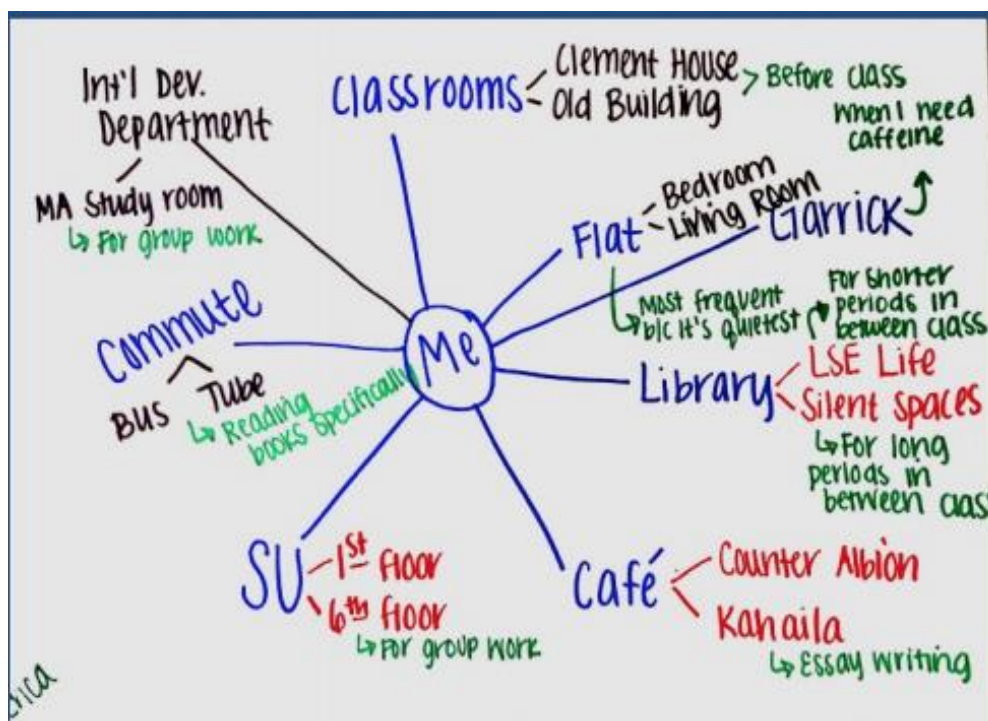 Int'l Dev.
Department
MA Study room
↳ For group work
Classrooms
Clement House
Old Building
> Before class
When I need
caffeine
Flat
Bedroom
Living Room
Garrick
Most frequent
b/c it's quietest
For shorter
periods in
between class
Commute
BUS
Tube
↳ Reading
books specifically
Me
Library
LSE Life
Silent spaces
↳ For long
periods in
between class
SU
1st floor
6th floor
↳ For group work
Café
Counter Albion
Kahaila
↳ Essay writing